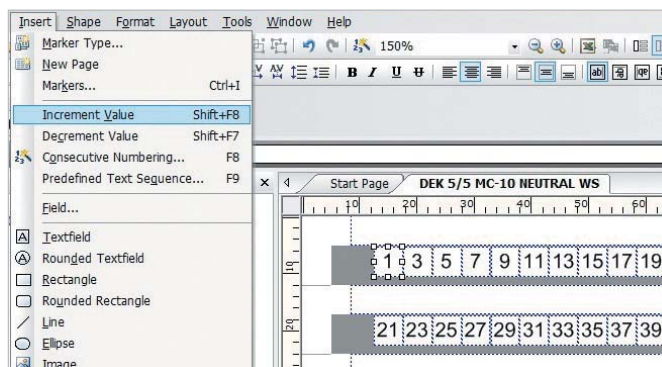 Insert Shape Format Layout Tools Window Help
150%
Marker Type...
New Page
Markers... Ctrl+I
Increment Value Shift+F8
Decrement Value Shift+F7
Consecutive Numbering... F8
Predefined Text Sequence... F9
Field...
Textfield
Rounded Textfield
Rectangle
Rounded Rectangle
Line
Ellipse
Image
B I U
Start Page DEK 5/5 MC-10 NEUTRAL WS
10 20 30 40 50 60
10
1 3 5 7 9 11 13 15 17 19
20
21 23 25 27 29 31 33 35 37 39